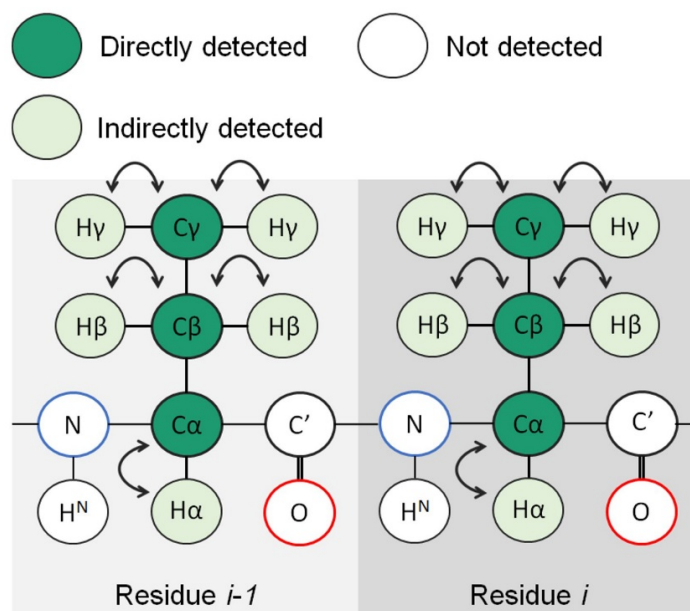 Directly detected
Not detected
Indirectly detected
Hγ Cγ Hγ Hγ Cγ Hγ
Hβ Cβ Hβ Hβ Cβ Hβ
N Cα C’ N Cα C’
Hᴺ Hα O Hᴺ Hα O
Residue i-1 Residue i